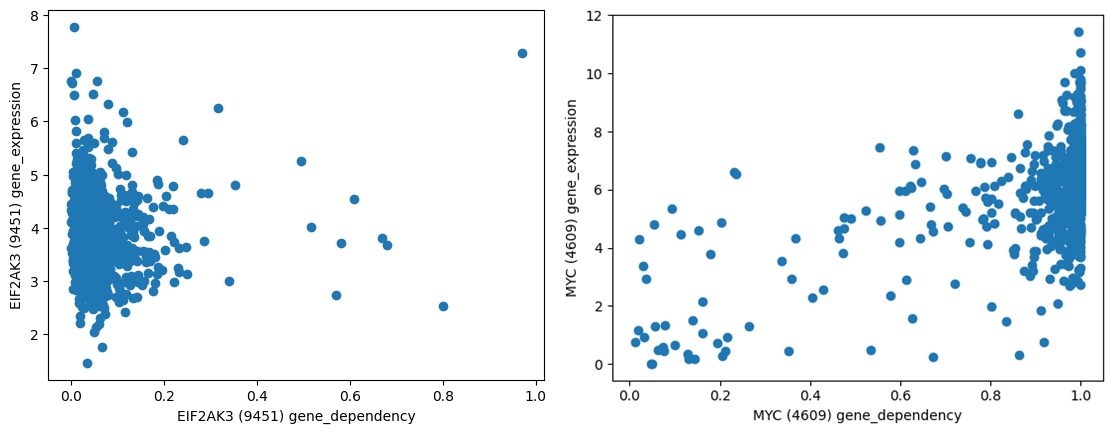 8
7
6
5
4
3
2
EIF2AK3 (9451) gene_expression
0.0 0.2 0.4 0.6 0.8 1.0
EIF2AK3 (9451) gene_dependency
12
10
8
6
4
2
0
MYC (4609) gene_expression
0.0 0.2 0.4 0.6 0.8 1.0
MYC (4609) gene_dependency